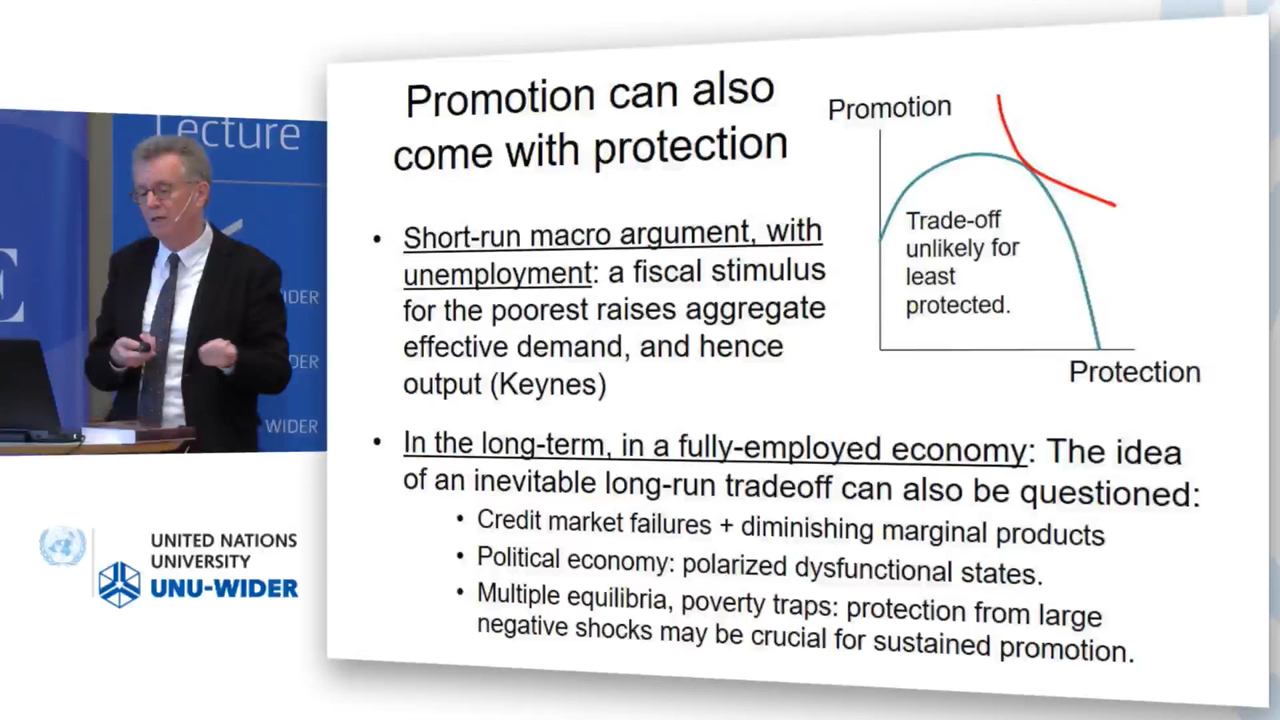 Lecture
E
IDER
DER
WIDER
UNITED NATIONS
UNIVERSITY
UNU-WIDER
Promotion can also
come with protection
• Short-run macro argument, with
unemployment: a fiscal stimulus
for the poorest raises aggregate
effective demand, and hence
output (Keynes)
Promotion
Trade-off
unlikely for
least
protected.
Protection
• In the long-term, in a fully-employed economy: The idea
of an inevitable long-run tradeoff can also be questioned:
• Credit market failures + diminishing marginal products
• Political economy: polarized dysfunctional states.
• Multiple equilibria, poverty traps: protection from large
negative shocks may be crucial for sustained promotion.